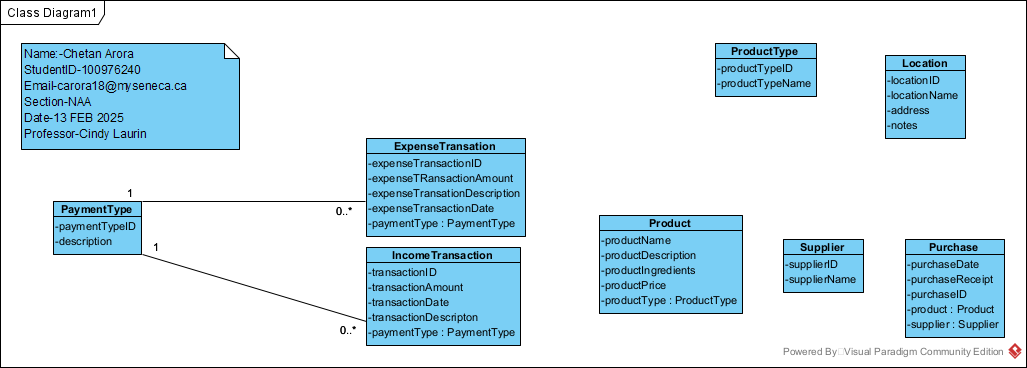 Class Diagram1
Name:-Chetan Arora
StudentID-100976240
Email-carora18@myseneca.ca
Section-NAA
Date-13 FEB 2025
Professor-Cindy Laurin
ProductType
-productTypeID
-productTypeName
Location
-locationID
-locationName
-address
-notes
ExpenseTransation
-expenseTransactionID
-expenseTRansactionAmount
-expenseTransationDescription
-expenseTransactionDate
-paymentType : PaymentType
1
0..*
PaymentType
-paymentTypeID
-description
1
0..*
IncomeTransaction
-transactionID
-transactionAmount
-transactionDate
-transactionDescripton
-paymentType : PaymentType
Product
-productName
-productDescription
-productIngredients
-productPrice
-productType : ProductType
Supplier
-supplierID
-supplierName
Purchase
-purchaseDate
-purchaseReceipt
-purchaseID
-product : Product
-supplier : Supplier
Powered By Visual Paradigm Community Edition